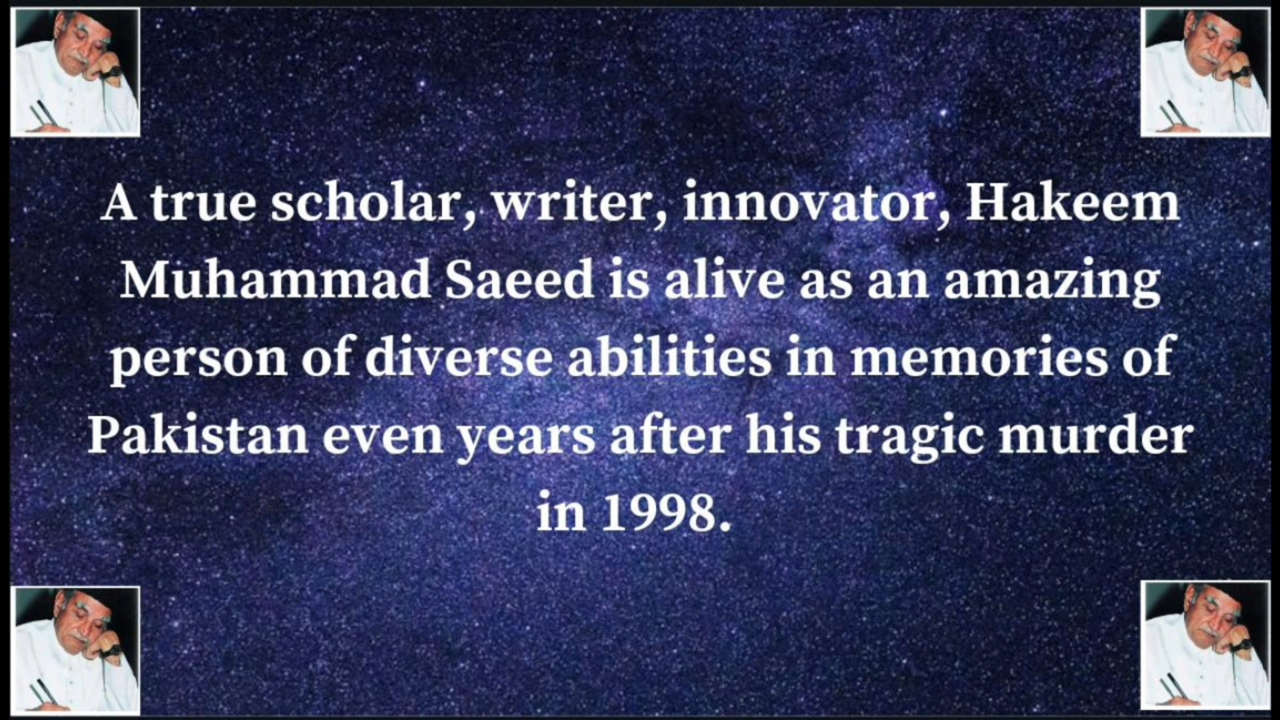 A true scholar, writer, innovator, Hakeem
Muhammad Saeed is alive as an amazing
person of diverse abilities in memories of
Pakistan even years after his tragic murder
in 1998.